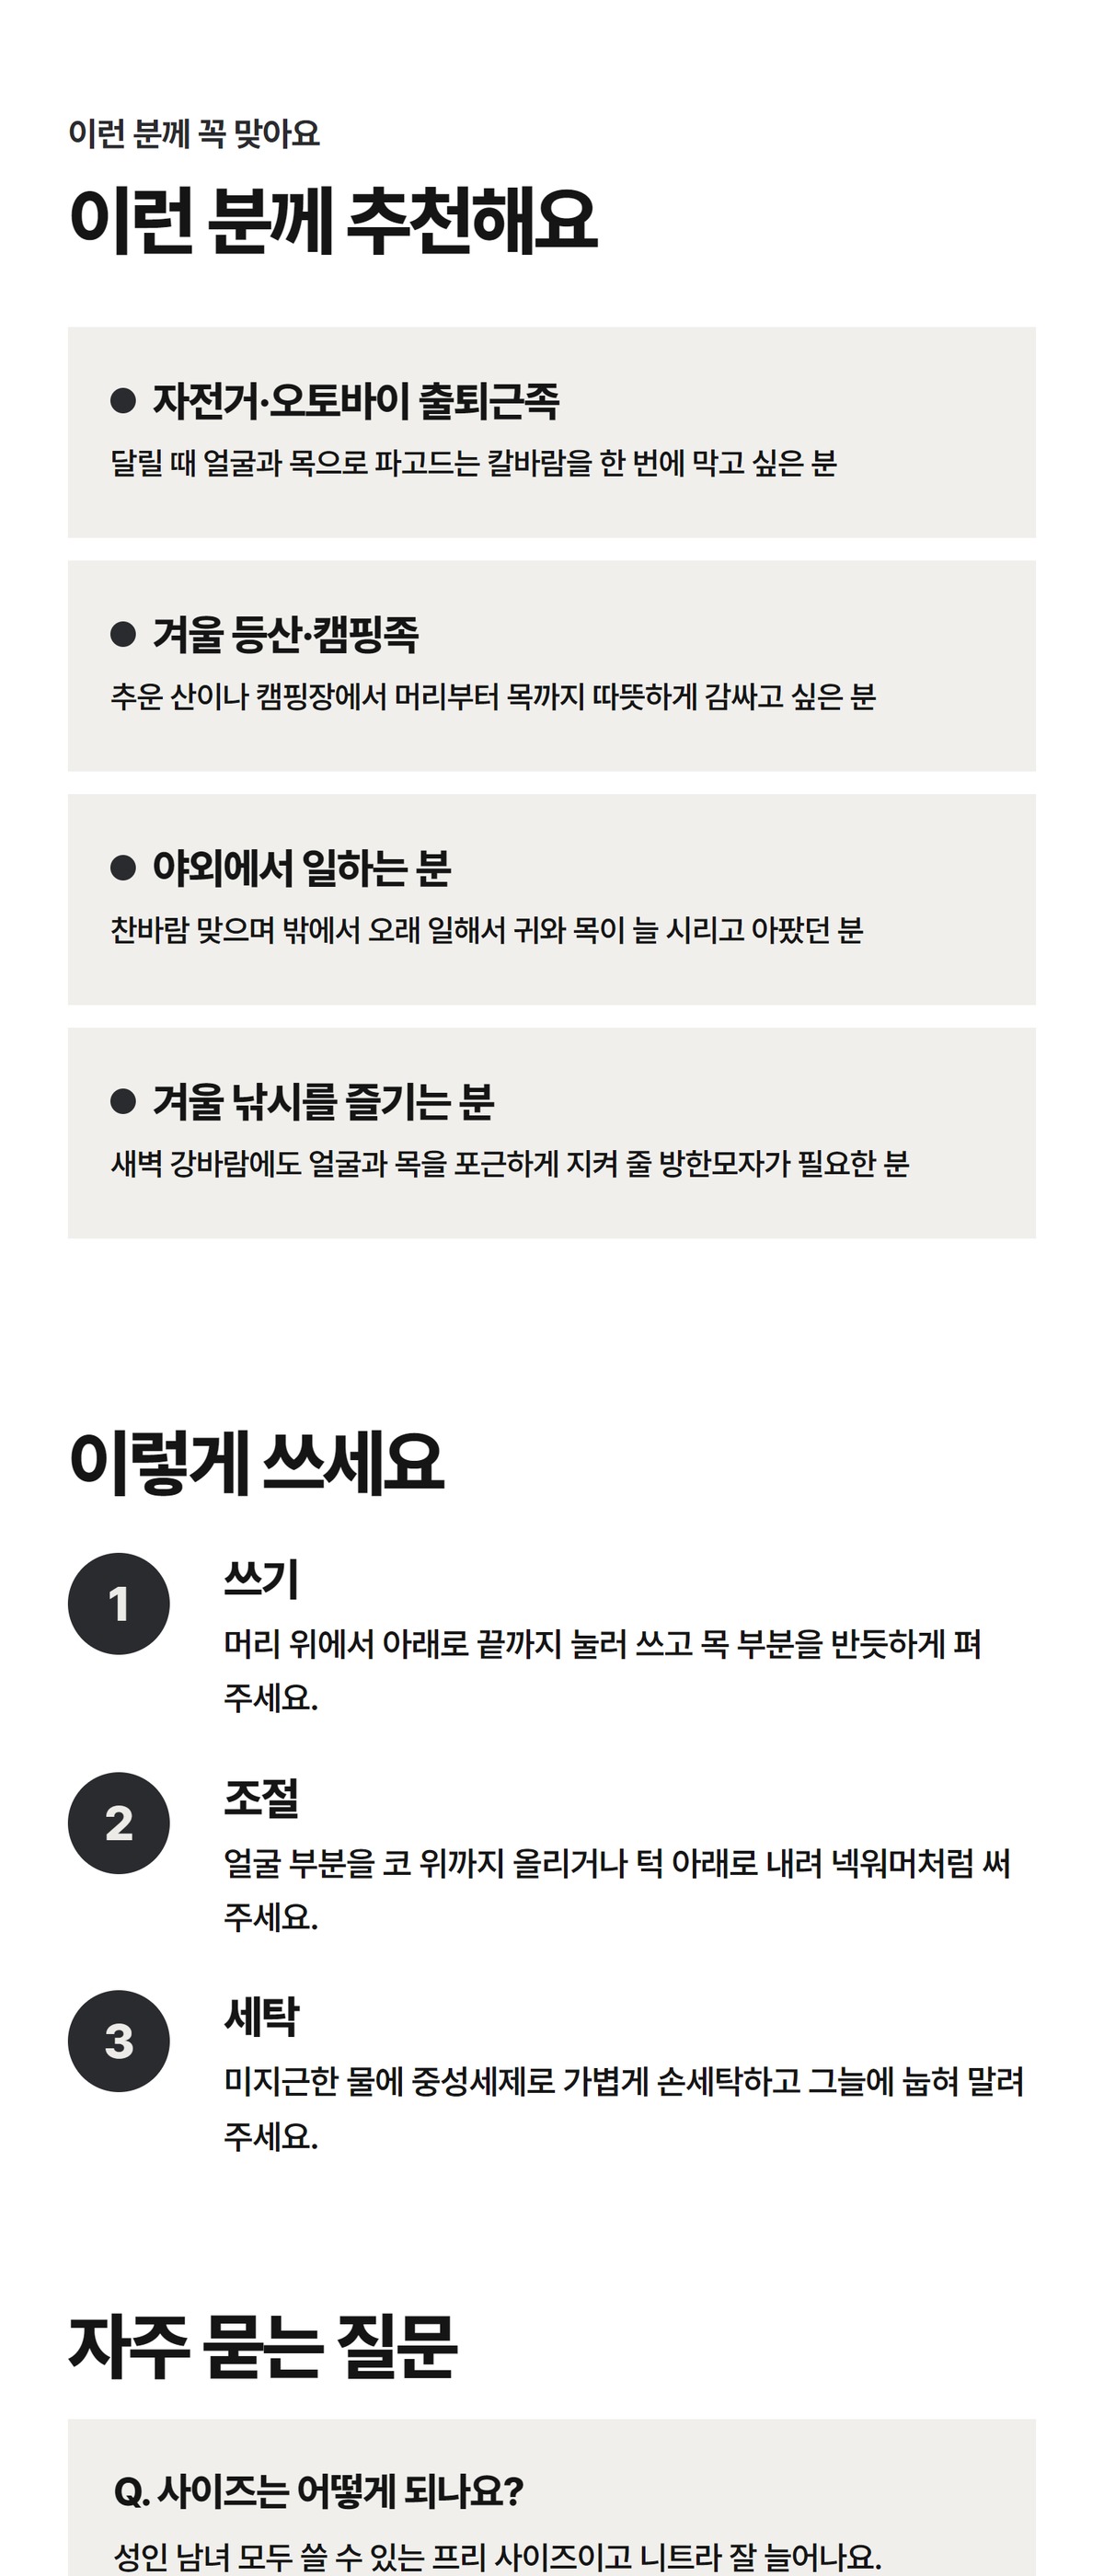 이런 분께 꼭 맞아요
이런 분께 추천해요
자전거·오토바이 출퇴근족
달릴 때 얼굴과 목으로 파고드는 칼바람을 한 번에 막고 싶은 분
겨울 등산·캠핑족
추운 산이나 캠핑장에서 머리부터 목까지 따뜻하게 감싸고 싶은 분
야외에서 일하는 분
찬바람 맞으며 밖에서 오래 일해서 귀와 목이 늘 시리고 아팠던 분
겨울 낚시를 즐기는 분
새벽 강바람에도 얼굴과 목을 포근하게 지켜 줄 방한모자가 필요한 분
이렇게 쓰세요
1
쓰기
머리 위에서 아래로 끝까지 눌러 쓰고 목 부분을 반듯하게 펴
주세요.
2
조절
얼굴 부분을 코 위까지 올리거나 턱 아래로 내려 넥워머처럼 써
주세요.
3
세탁
미지근한 물에 중성세제로 가볍게 손세탁하고 그늘에 눕혀 말려
주세요.
자주 묻는 질문
Q. 사이즈는 어떻게 되나요?
성인 남녀 모두 쓸 수 있는 프리 사이즈이고 니트라 잘 늘어나요.